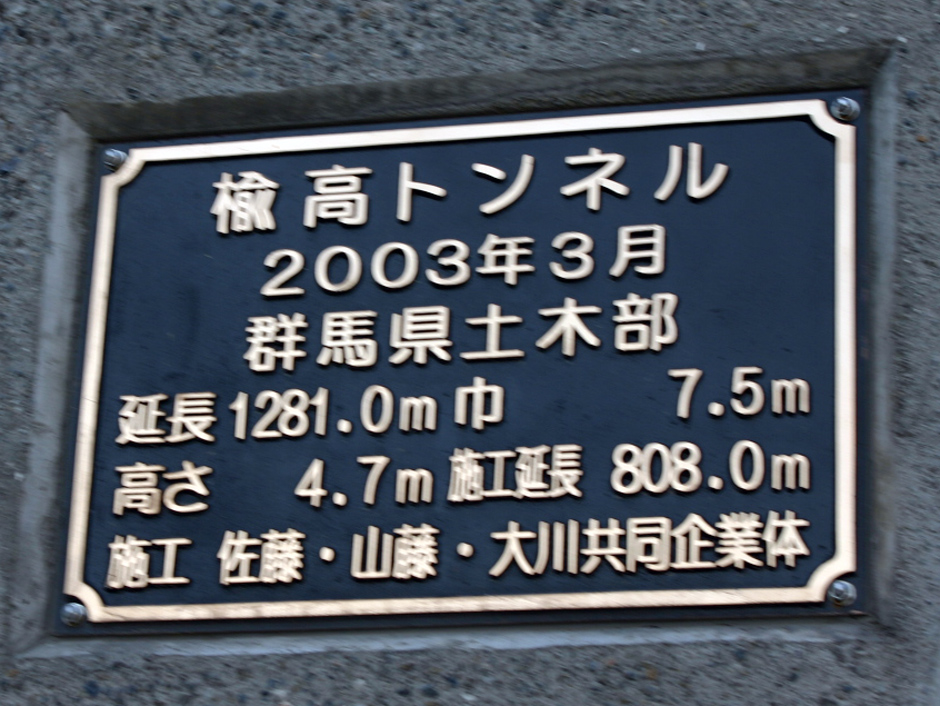 楡高トンネル
2003年3月
群馬県土木部
延長1281.0m 巾 7.5m
高さ 4.7m 施工延長 808.0m
施工 佐藤・山藤・大川共同企業体